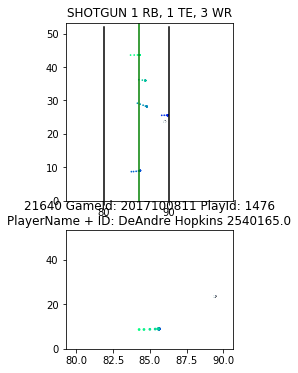 SHOTGUN 1 RB, 1 TE, 3 WR
50
40
30
20
10
0
80 90
21640 GameId: 2017100811 PlayId: 1476
PlayerName + ID: DeAndre Hopkins 2540165.0
40
20
0
80.0 82.5 85.0 87.5 90.0